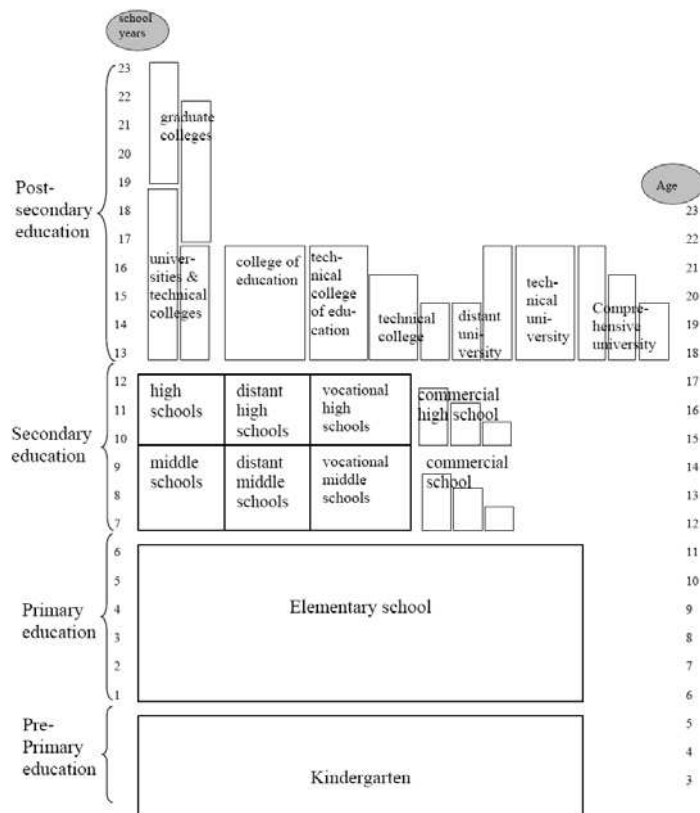 school
years
23
22
21
20
19
18
17
16
15
14
13
Post-
secondary
education
graduate
colleges
univer-
sities &
technical
colleges
college of
education
tech-
nical
college
of edu-
cation
technical
college
distant
uni-
versity
tech-
nical
uni-
versity
Compre-
hensive
university
Age
23
22
21
20
19
18
12
11
10
9
8
7
Secondary
education
high
schools
distant
high
schools
vocational
high
schools
commercial
high school
middle
schools
distant
middle
schools
vocational
middle
schools
commercial
school
17
16
15
14
13
12
6
5
4
3
2
1
Primary
education
Elementary school
11
10
9
8
7
6
Pre-
Primary
education
Kindergarten
5
4
3